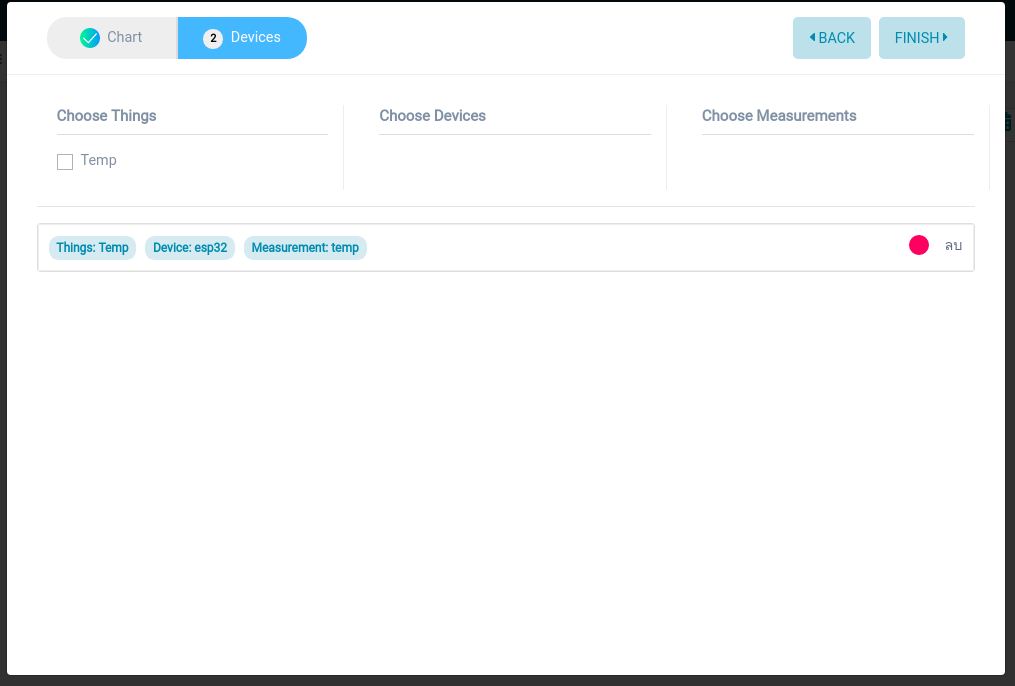 Chart 2 Devices BACK FINISH
Choose Things Choose Devices Choose Measurements
Temp
Things: Temp Device: esp32 Measurement: temp ลบ